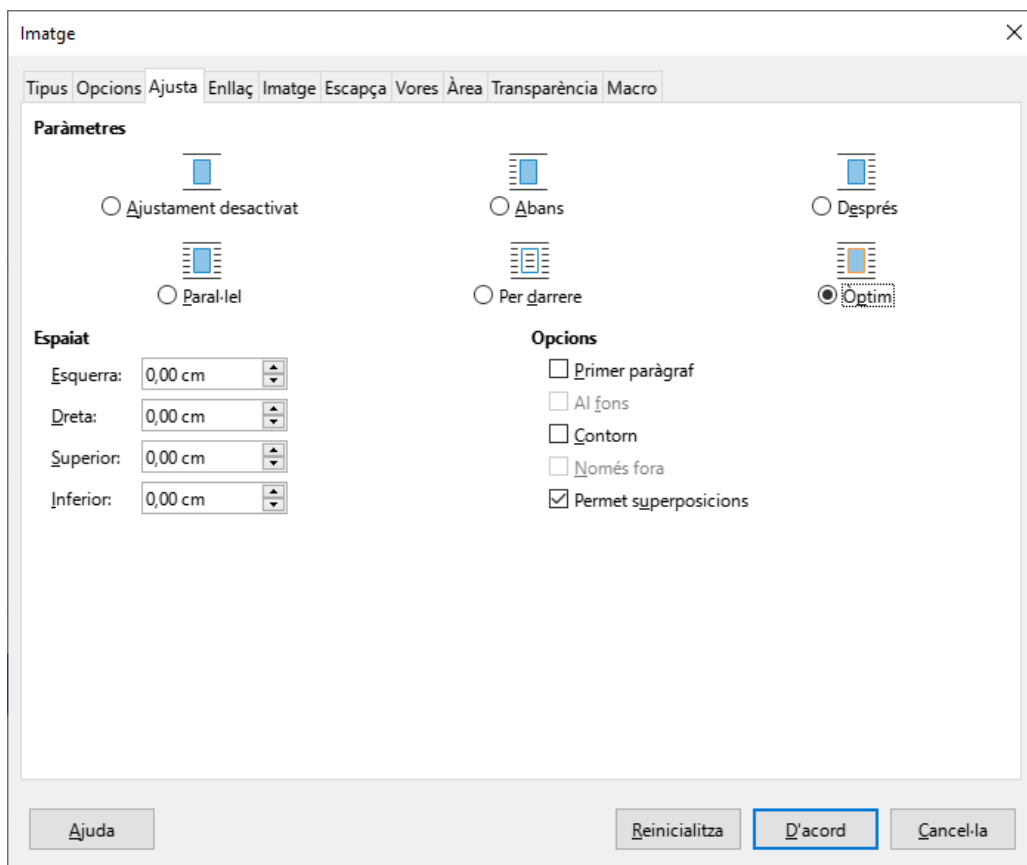 Imatge
Tipus Opcions Ajusta Enllaç Imatge Escapça Vores Àrea Transparència Macro
Paràmetres
Ajustament desactivat Abans Després
Paral·lel Per darrere Òptim
Espaiat Opcions
Esquerra: 0,00 cm Primer paràgraf
Al fons
Dreta: 0,00 cm
Contorn
Superior: 0,00 cm
Només fora
Inferior: 0,00 cm Permet superposicions
Ajuda Reinicialitza D'acord Cancel·la